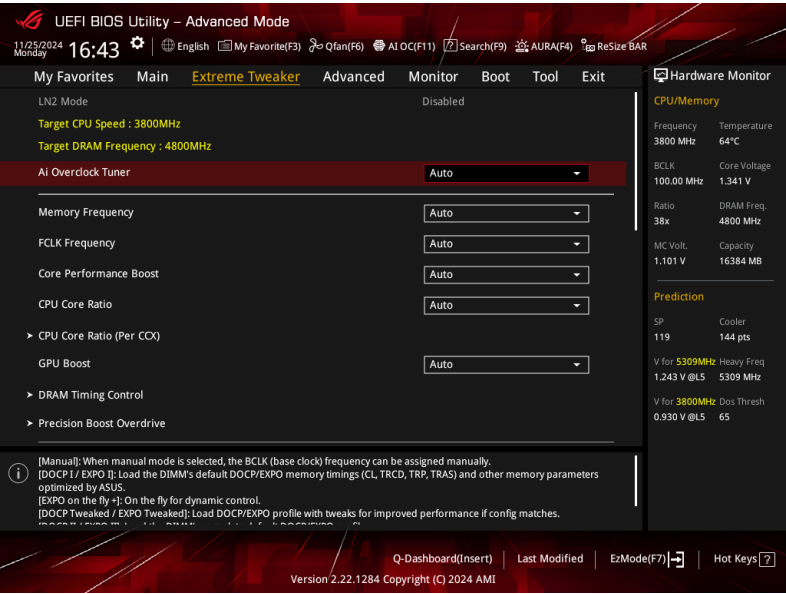 UEFI BIOS Utility – Advanced Mode
11/25/2024
Monday
16:43
English
My Favorite(F3)
Qfan(F6)
AI OC(F11)
Search(F9)
AURA(F4)
ReSize BAR
My Favorites Main Extreme Tweaker Advanced Monitor Boot Tool Exit
LN2 Mode Disabled
Target CPU Speed : 3800MHz
Target DRAM Frequency : 4800MHz
Ai Overclock Tuner Auto
Memory Frequency Auto
FCLK Frequency Auto
Core Performance Boost Auto
CPU Core Ratio Auto
CPU Core Ratio (Per CCX)
GPU Boost Auto
DRAM Timing Control
Precision Boost Overdrive
[Manual]: When manual mode is selected, the BCLK (base clock) frequency can be assigned manually.
[DOCP I / EXPO I]: Load the DIMM's default DOCP/EXPO memory timings (CL, TRCD, TRP, TRAS) and other memory parameters
optimized by ASUS.
[EXPO on the fly +]: On the fly for dynamic control.
[DOCP Tweaked / EXPO Tweaked]: Load DOCP/EXPO profile with tweaks for improved performance if config matches.
Hardware Monitor
CPU/Memory
Frequency Temperature
3800 MHz 64°C
BCLK Core Voltage
100.00 MHz 1.341 V
Ratio DRAM Freq.
38x 4800 MHz
MC Volt. Capacity
1.101 V 16384 MB
Prediction
SP Cooler
119 144 pts
V for 5309MHz Heavy Freq
1.243 V @L5 5309 MHz
V for 3800MHz Dos Thresh
0.930 V @L5 65
Q-Dashboard(Insert)
Last Modified
EzMode(F7)
Hot Keys ?
Version 2.22.1284 Copyright (C) 2024 AMI